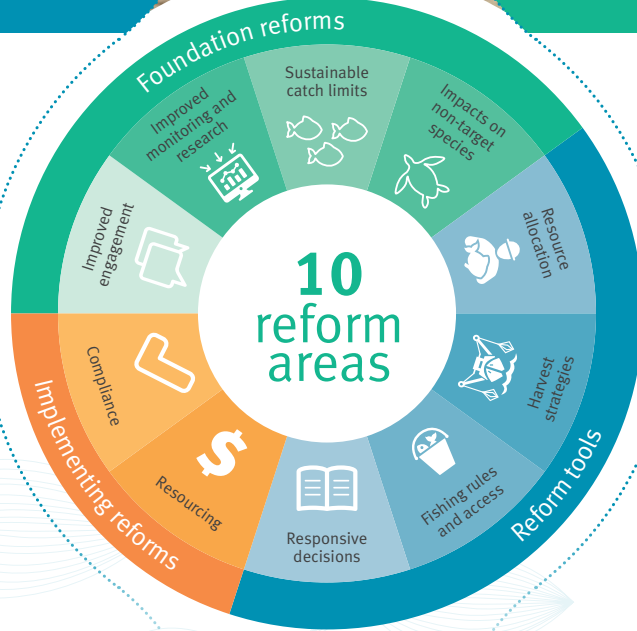 Foundation reforms
Improved
monitoring and
research
Sustainable
catch limits
Impacts on
non-target
species
Improved
engagement
Resource
allocation
10
reform
areas
Compliance
Harvest
strategies
Resourcing
Fishing rules
and access
Responsive
decisions
Implementing reforms
Reform tools
$